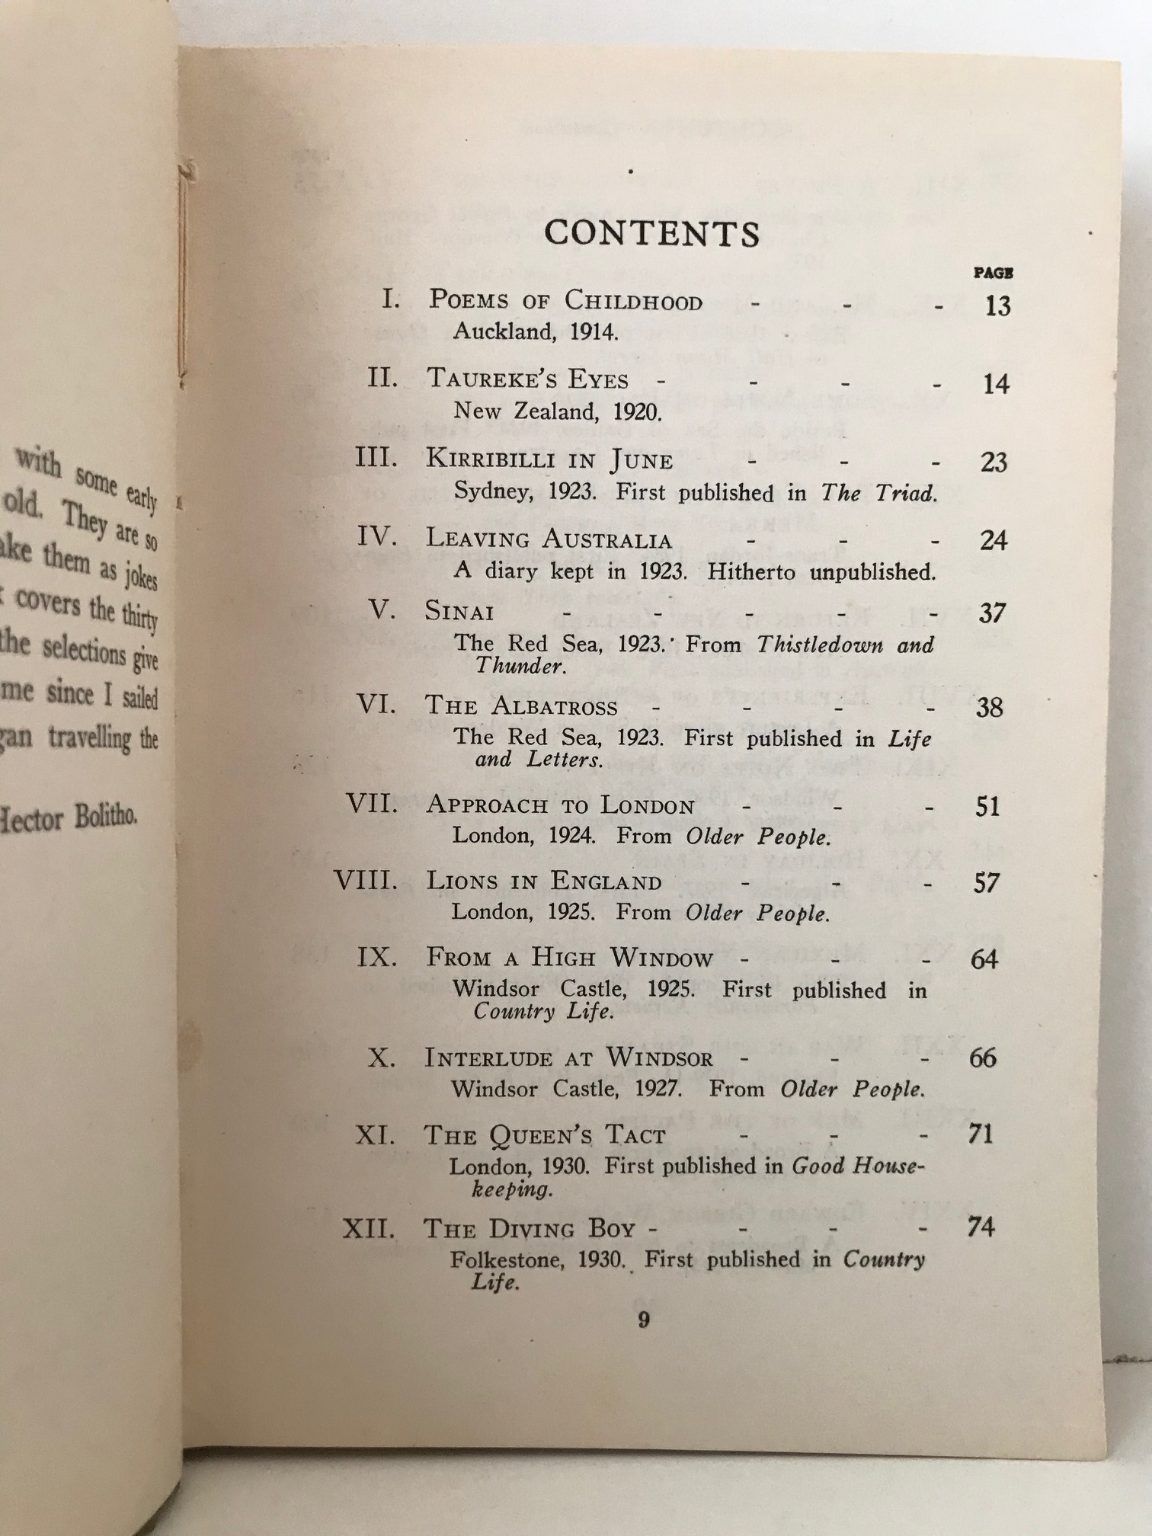 with some early
old. They are so
ake them as jokes
covers the thirty
the selections give
me since I sailed
gan travelling the
Hector Bolitho.
CONTENTS
PAGE
I. POEMS OF CHILDHOOD - - - 13
Auckland, 1914.
II. TAUREKE'S EYES - - - - 14
New Zealand, 1920.
III. KIRRIBILLI IN JUNE - - - 23
Sydney, 1923. First published in The Triad.
IV. LEAVING AUSTRALIA - - - 24
A diary kept in 1923. Hitherto unpublished.
V. SINAI - - - - - 37
The Red Sea, 1923. From Thistledown and
Thunder.
VI. THE ALBATROSS - - - - 38
The Red Sea, 1923. First published in Life
and Letters.
VII. APPROACH TO LONDON - - - 51
London, 1924. From Older People.
VIII. LIONS IN ENGLAND - - - 57
London, 1925. From Older People.
IX. FROM A HIGH WINDOW - - - 64
Windsor Castle, 1925. First published in
Country Life.
X. INTERLUDE AT WINDSOR - - - 66
Windsor Castle, 1927. From Older People.
XI. THE QUEEN'S TACT - - - 71
London, 1930. First published in Good House-
keeping.
XII. THE DIVING BOY - - - - 74
Folkestone, 1930. First published in Country
Life.
9